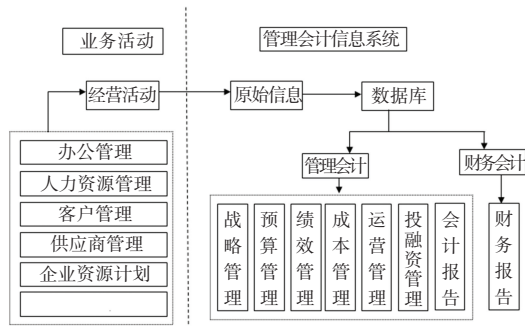 业务活动
管理会计信息系统
经营活动
原始信息
数据库
管理会计
财务会计
办公管理
人力资源管理
客户管理
供应商管理
企业资源计划
战略管理
预算管理
绩效管理
成本管理
运营管理
投融资管理
会计报告
财务报告